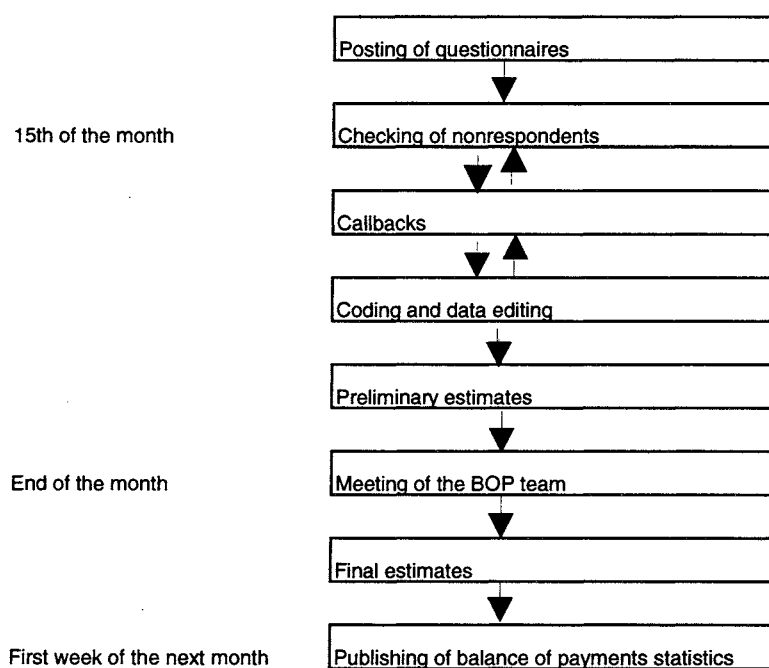 Posting of questionnaires
15th of the month
Checking of nonrespondents
Callbacks
Coding and data editing
Preliminary estimates
End of the month
Meeting of the BOP team
Final estimates
First week of the next month
Publishing of balance of payments statistics